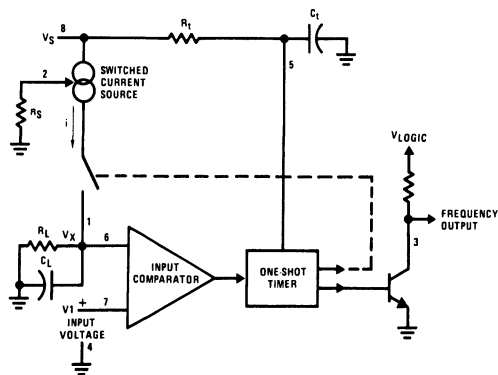 8
VS
Rt
Ct
5
2
SWITCHED
CURRENT
SOURCE
RS
i
VLOGIC
1
RL
VX
6
CL
INPUT
COMPARATOR
ONE-SHOT
TIMER
FREQUENCY
OUTPUT
3
V1
+
7
INPUT
VOLTAGE
4